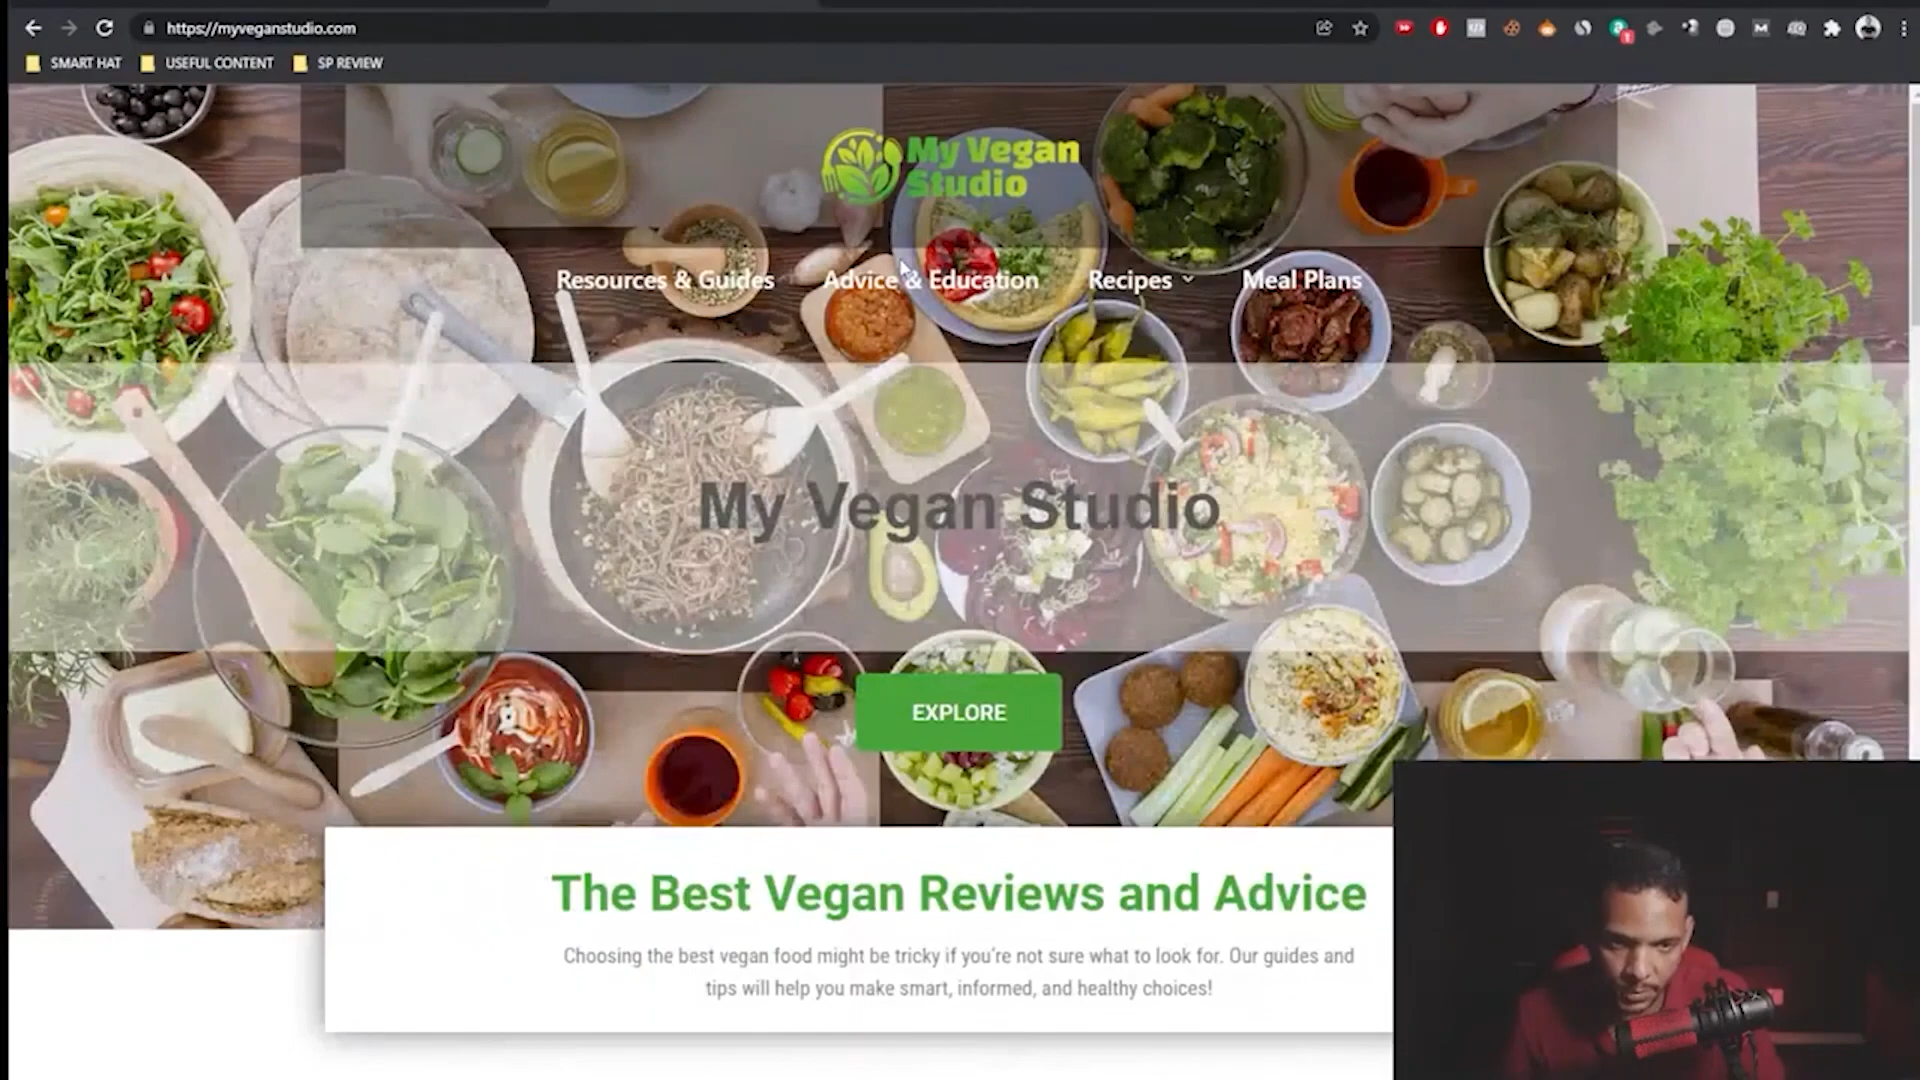 https://myveganstudio.com
SMART HAT
USEFUL CONTENT
SP REVIEW
My Vegan
Studio
Resources & Guides
Advice & Education
Recipes
Meal Plans
My Vegan Studio
EXPLORE
The Best Vegan Reviews and Advice
Choosing the best vegan food might be tricky if you're not sure what to look for. Our guides and
tips will help you make smart, informed, and healthy choices!